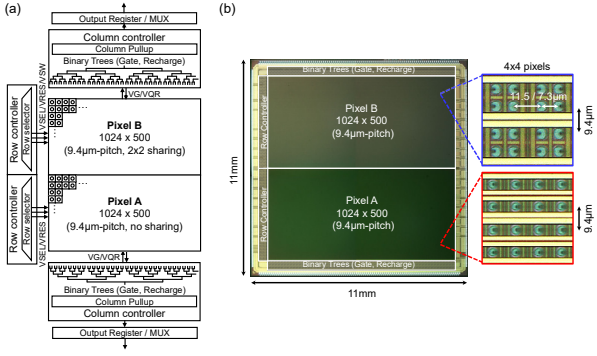 (a)
Output Register / MUX
Column controller
Column Pullup
Binary Trees (Gate, Recharge)
VG/VQR
VSEL/VRES/VSW
Row controller
Row selector
Pixel B
1024 x 500
(9.4µm-pitch, 2x2 sharing)
Row controller
Row selector
VSEL/VRES
Pixel A
1024 x 500
(9.4µm-pitch, no sharing)
VG/VQR
Binary Trees (Gate, Recharge)
Column Pullup
Column controller
Output Register / MUX
(b)
Binary Trees (Gate, Recharge)
Row Controller
Pixel B
1024 x 500
(9.4µm-pitch)
Row Controller
Pixel A
1024 x 500
(9.4µm-pitch)
Binary Trees (Gate, Recharge)
11mm
11mm
4x4 pixels
11.5 / 7.3µm
9.4µm
9.4µm